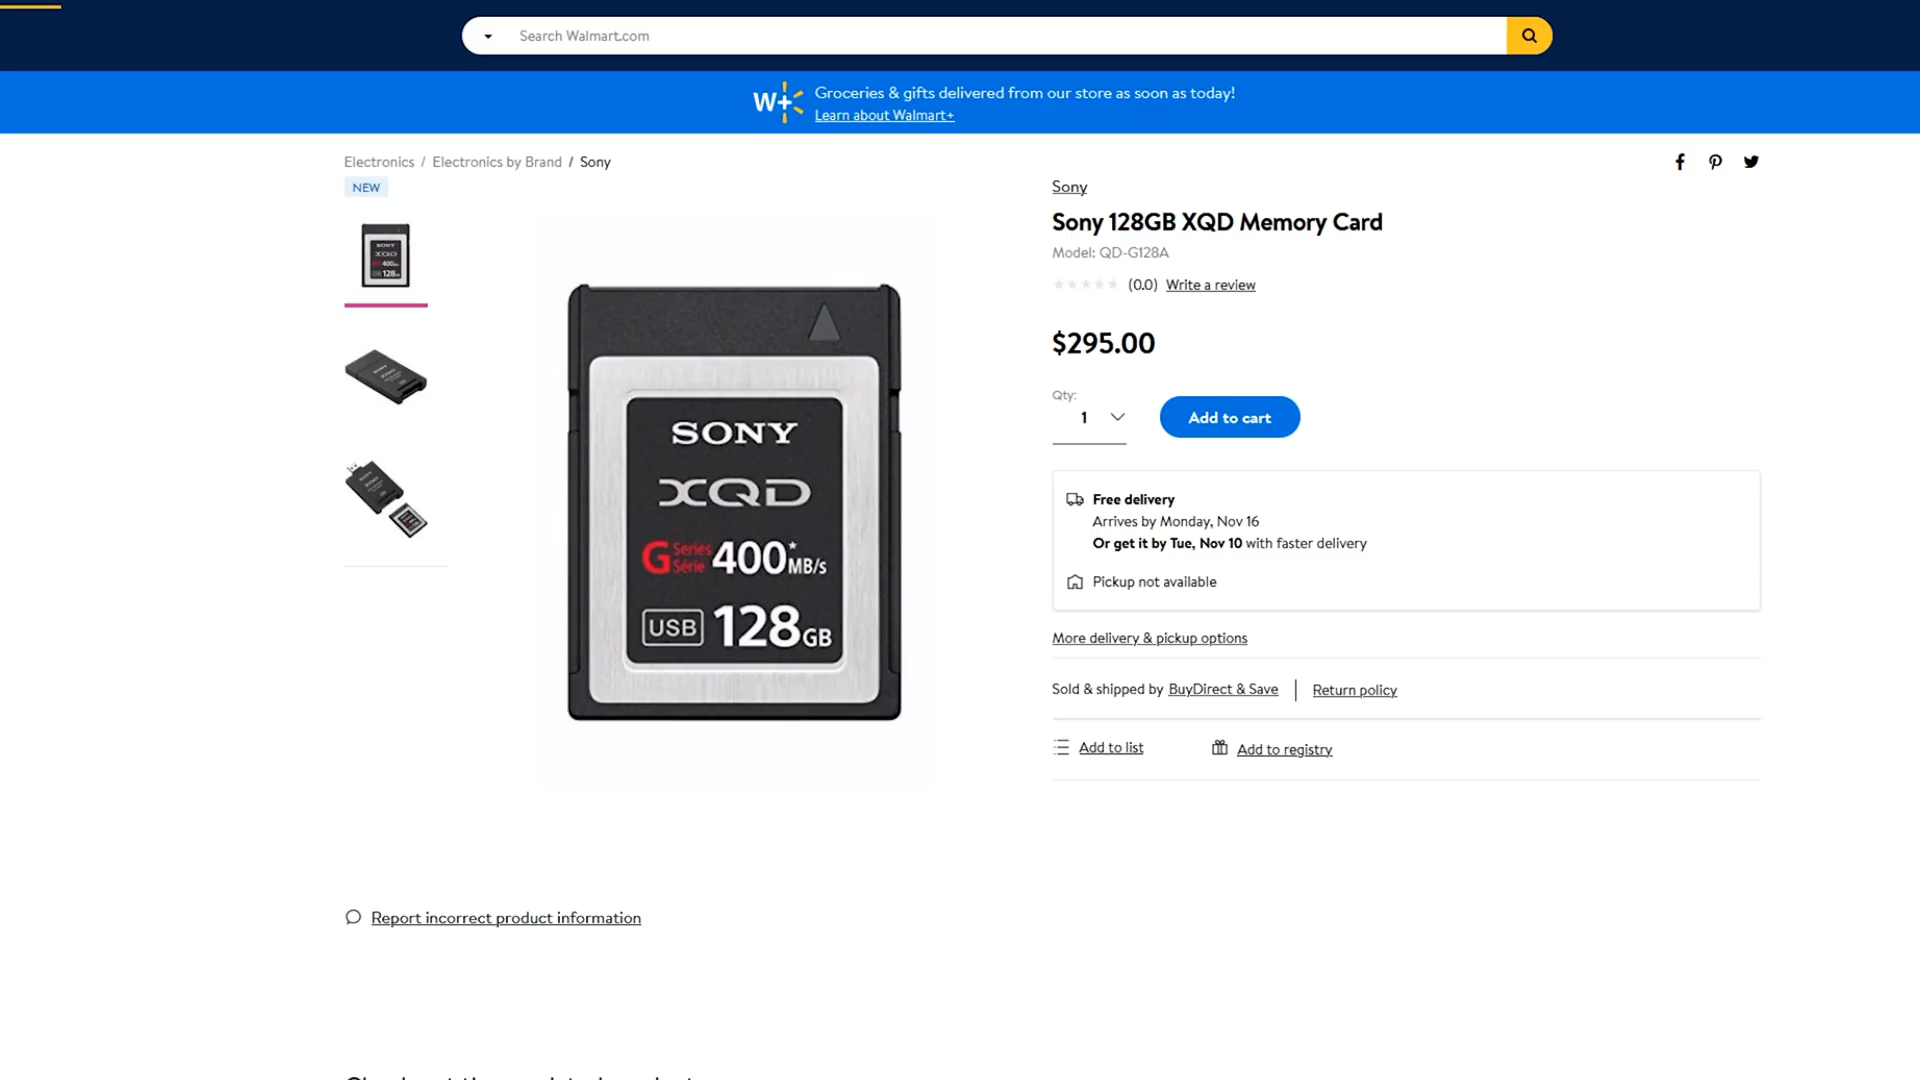 Search Walmart.com
W+
Groceries & gifts delivered from our store as soon as today!
Learn about Walmart+
Electronics / Electronics by Brand / Sony
NEW
SONY
XQD
400
128
SONY
XQD
G Series Série 400*MB/s
USB 128GB
Sony
Sony 128GB XQD Memory Card
Model: QD-G128A
(0.0) Write a review
$295.00
Qty:
1
Add to cart
Free delivery
Arrives by Monday, Nov 16
Or get it by Tue, Nov 10 with faster delivery
Pickup not available
More delivery & pickup options
Sold & shipped by BuyDirect & Save | Return policy
Add to list
Add to registry
Report incorrect product information